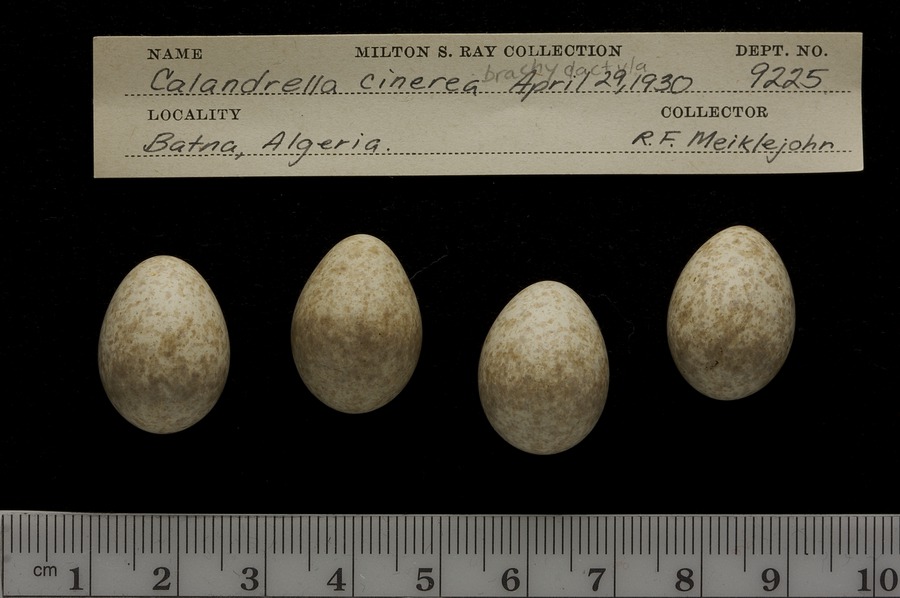 NAME MILTON S. RAY COLLECTION DEPT. NO.
brachydactyla
Calandrella cinerea April 29, 1930 9225
LOCALITY COLLECTOR
Batna, Algeria. R.F. Meiklejohn
cm 1 2 3 4 5 6 7 8 9 10